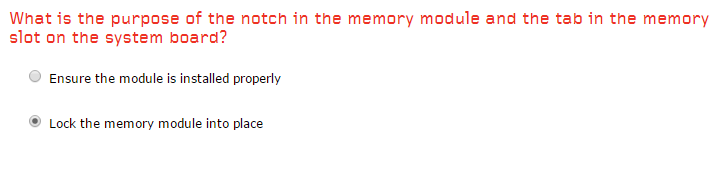 What is the purpose of the notch in the memory module and the tab in the memory
slot on the system board?
Ensure the module is installed properly
Lock the memory module into place